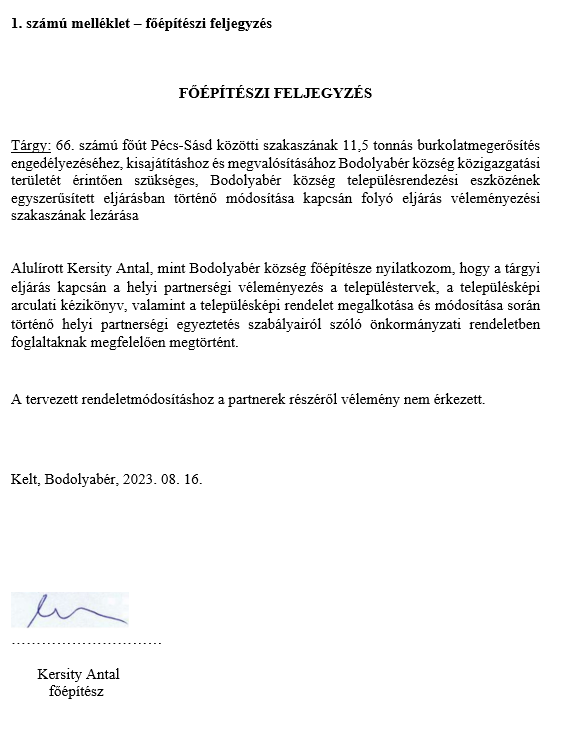 1. számú melléklet – főépítészi feljegyzés
FŐÉPÍTÉSZI FELJEGYZÉS
Tárgy: 66. számú főút Pécs-Sásd közötti szakaszának 11,5 tonnás burkolatmegerősítés
engedélyezéséhez, kisajátításhoz és megvalósításához Bodolyabér község közigazgatási
területét érintően szükséges, Bodolyabér község településrendezési eszközének
egyszerűsített eljárásban történő módosítása kapcsán folyó eljárás véleményezési
szakaszának lezárása
Alulírott Kersity Antal, mint Bodolyabér község főépítésze nyilatkozom, hogy a tárgyi
eljárás kapcsán a helyi partnerségi véleményezés a településtervek, a településképi
arculati kézikönyv, valamint a településképi rendelet megalkotása és módosítása során
történő helyi partnerségi egyeztetés szabályairól szóló önkormányzati rendeletben
foglaltaknak megfelelően megtörtént.
A tervezett rendeletmódosításhoz a partnerek részéről vélemény nem érkezett.
Kelt, Bodolyabér, 2023. 08. 16.
…………………………
Kersity Antal
főépítész